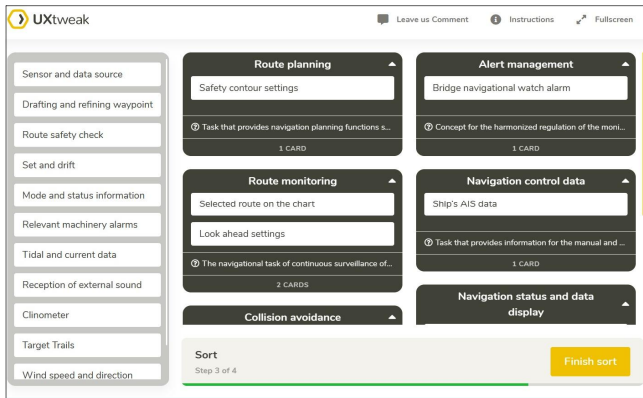 UXtweak
Leave us Comment
Instructions
Fullscreen
Sensor and data source
Drafting and refining waypoint
Route safety check
Set and drift
Mode and status information
Relevant machinery alarms
Tidal and current data
Reception of external sound
Clinometer
Target Trails
Wind speed and direction
Route planning
Safety contour settings
Task that provides navigation planning functions s...
1 CARD
Route monitoring
Selected route on the chart
Look ahead settings
The navigational task of continuous surveillance of...
2 CARDS
Collision avoidance
Alert management
Bridge navigational watch alarm
Concept for the harmonized regulation of the moni...
1 CARD
Navigation control data
Ship's AIS data
Task that provides information for the manual and ...
1 CARD
Navigation status and data
display
Sort
Step 3 of 4
Finish sort